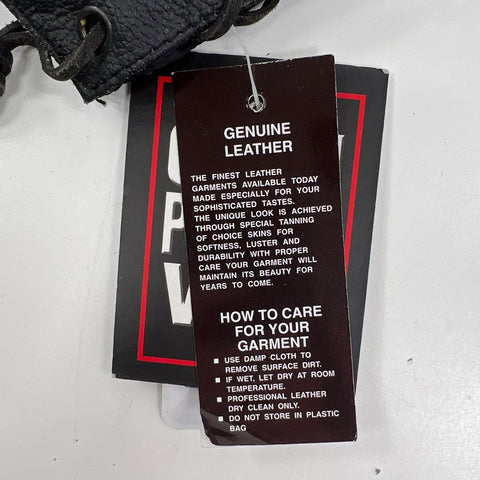 GENUINE
LEATHER
THE FINEST LEATHER
GARMENTS AVAILABLE TODAY
MADE ESPECIALLY FOR YOUR
SOPHISTICATED TASTES.
THE UNIQUE LOOK IS ACHIEVED
THROUGH SPECIAL TANNING
OF CHOICE SKINS FOR
SOFTNESS, LUSTER AND
DURABILITY WITH PROPER
CARE YOUR GARMENT WILL
MAINTAIN ITS BEAUTY FOR
YEARS TO COME.
HOW TO CARE
FOR YOUR
GARMENT
■ USE DAMP CLOTH TO
REMOVE SURFACE DIRT.
■ IF WET, LET DRY AT ROOM
TEMPERATURE.
■ PROFESSIONAL LEATHER
DRY CLEAN ONLY.
■ DO NOT STORE IN PLASTIC
BAG